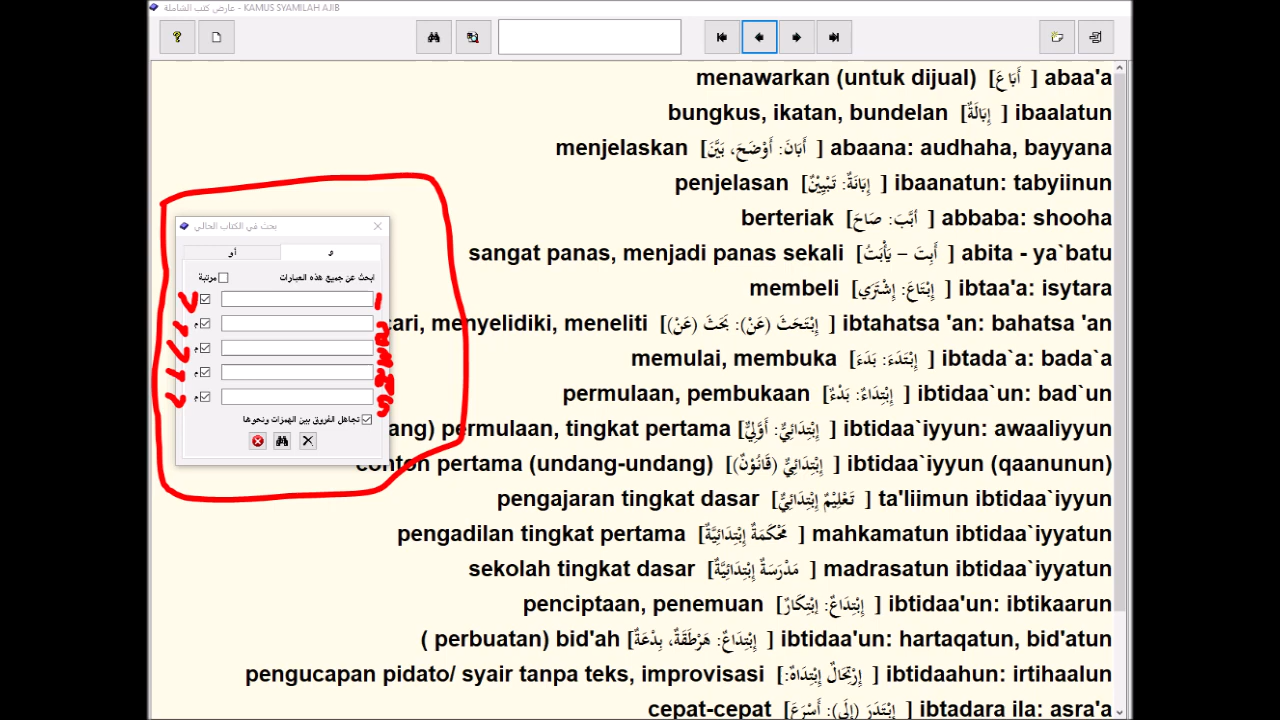 عارض كتب الشاملة - KAMUS SYAMILAH AJIB
menawarkan (untuk dijual) [أَبَاعَ ] abaa'a
bungkus, ikatan, bundelan [إِبَالَةٌ ] ibaalatun
menjelaskan [أَبَانَ: أَوْضَحَ، بَيَّنَ ] abaana: audhaha, bayyana
penjelasan [إِبَانَةٌ: تَبْيِيْنٌ ] ibaanatun: tabyiinun
berteriak [أبَّبَ: صَاحَ ] abbaba: shooha
sangat panas, menjadi panas sekali [أَبِتَ – يَأْبَتُ ] abita - ya`batu
membeli [إِبْتَاعَ: إِشْتَرَي ] ibtaa'a: isytara
cari, menyelidiki, meneliti [إِبْتَحَثَ (عَنْ): بَحَثَ (عَنْ) ] ibtahatsa 'an: bahatsa 'an
memulai, membuka [إِبْتَدَءَ: بَدَءَ ] ibtada`a: bada`a
permulaan, pembukaan [إِبْتِدَاءٌ: بَدْءٌ ] ibtidaa`un: bad`un
ang) permulaan, tingkat pertama [إِبْتِدَائِيٌّ: أَوَّلِيٌّ ] ibtidaa`iyyun: awaaliyyun
contoh pertama (undang-undang) [إِبْتِدَائِيٌّ (قَانُوْنٌ) ] ibtidaa`iyyun (qaanunun)
pengajaran tingkat dasar [تَعْلِيْمٌ إِبْتِدَائِيٌّ ] ta'liimun ibtidaa`iyyun
pengadilan tingkat pertama [مَحْكَمَةٌ إِبْتِدَائِيَّةٌ ] mahkamatun ibtidaa`iyyatun
sekolah tingkat dasar [مَدْرَسَةٌ إِبْتِدَائِيَّةٌ ] madrasatun ibtidaa`iyyatun
penciptaan, penemuan [إِبْتِدَاعٌ: إِبْتِكَارٌ ] ibtidaa'un: ibtikaarun
( perbuatan) bid'ah [إِبْتِدَاعٌ: هَرْطَقَةٌ، بِدْعَةٌ ] ibtidaa'un: hartaqatun, bid'atun
pengucapan pidato/ syair tanpa teks, improvisasi [إِرْتِجَالٌ إِبْتِدَاهٌ: ] ibtidaahun: irtihaalun
cepat-cepat [إِبْتَدَرَ (إِلَى): أَسْرَعَ ] ibtadara ila: asra'a
بحث في الكتاب الحالي
و
أو
ابحث عن جميع هذه العبارات
مرتبة
م
م
م
م
تجاهل الفروق بين الهمزات ونحوها